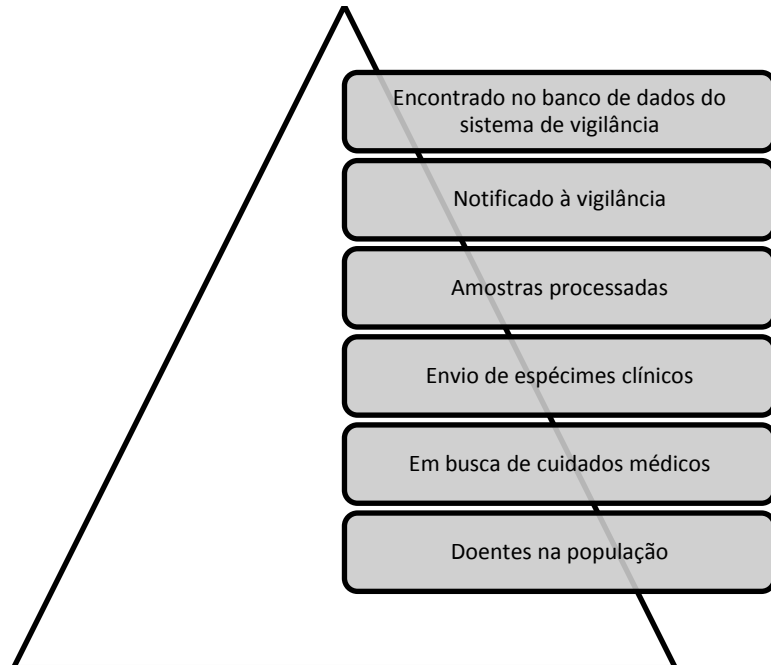 Encontrado no banco de dados do
sistema de vigilância
Notificado à vigilância
Amostras processadas
Envio de espécimes clínicos
Em busca de cuidados médicos
Doentes na população